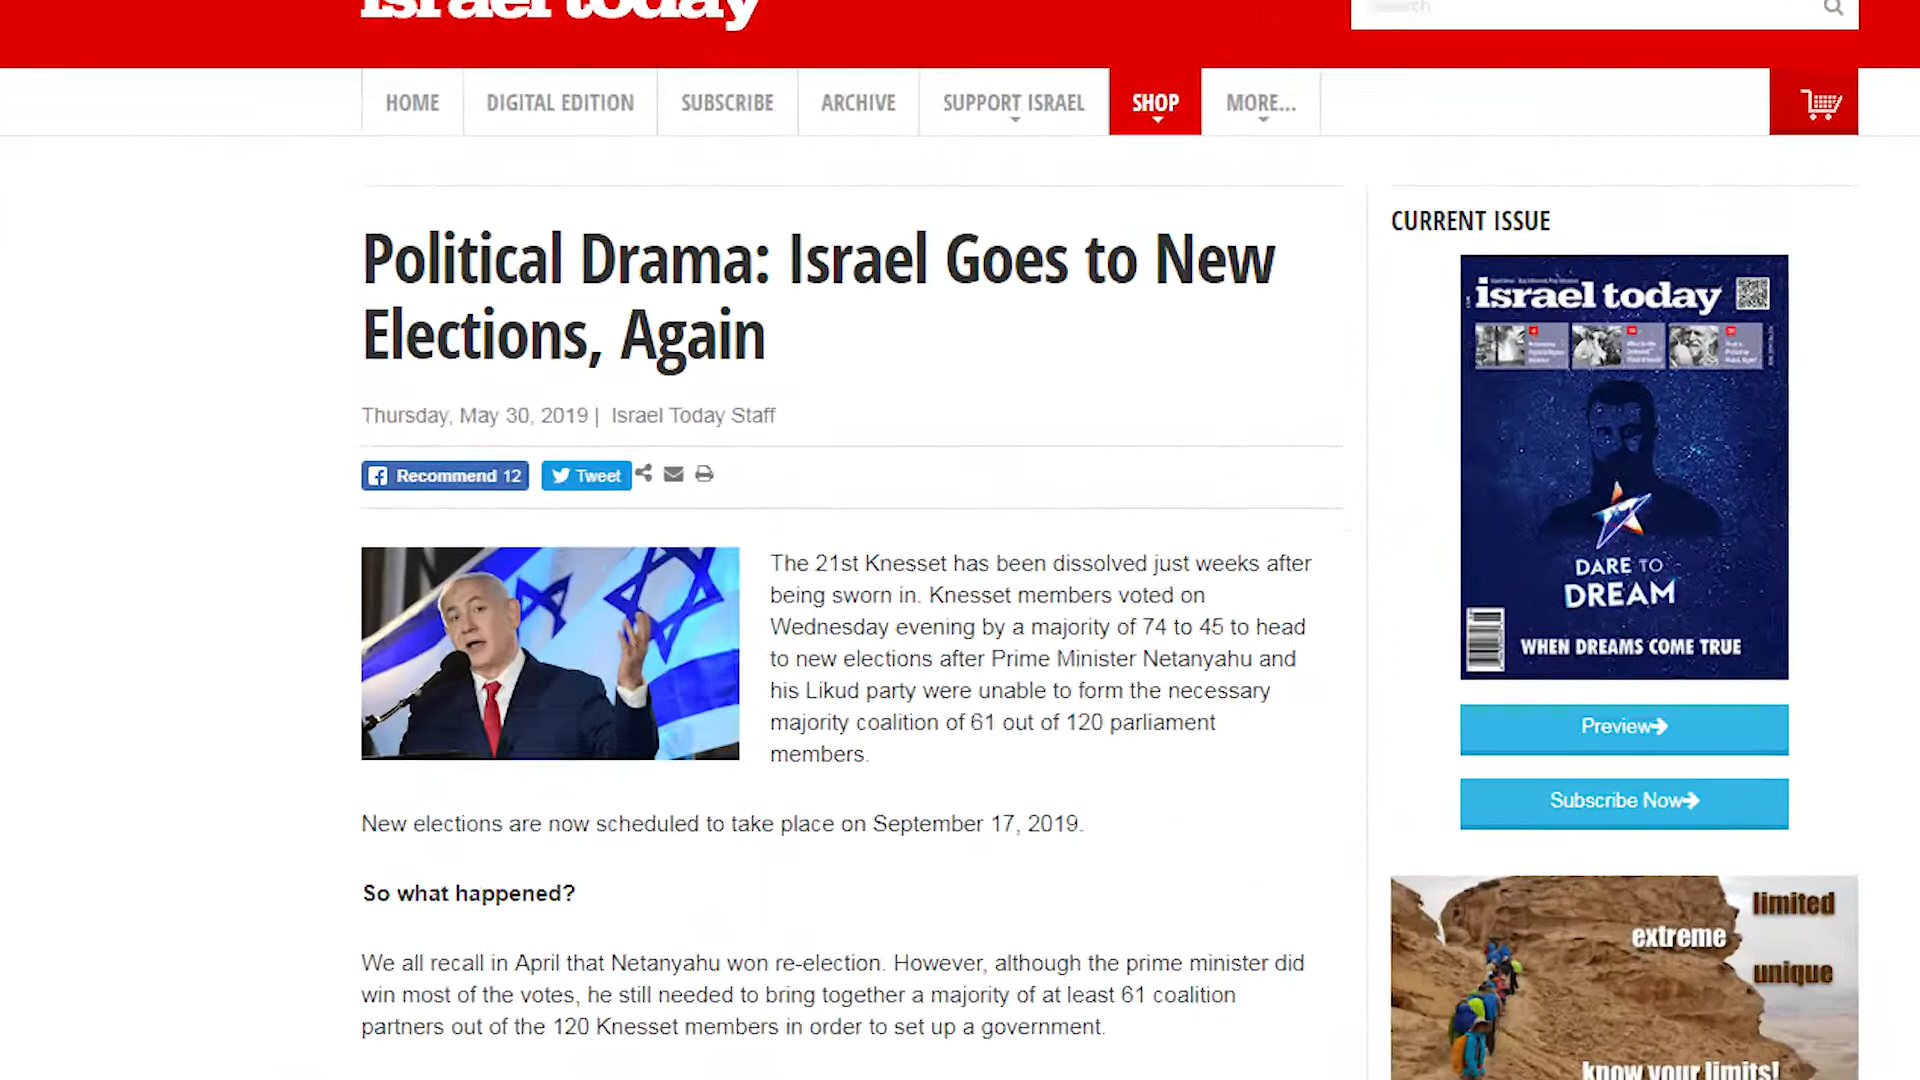 israel today
HOME
DIGITAL EDITION
SUBSCRIBE
ARCHIVE
SUPPORT ISRAEL
SHOP
MORE...
Political Drama: Israel Goes to New
Elections, Again
Thursday, May 30, 2019 | Israel Today Staff
Recommend 12
Tweet
The 21st Knesset has been dissolved just weeks after
being sworn in. Knesset members voted on
Wednesday evening by a majority of 74 to 45 to head
to new elections after Prime Minister Netanyahu and
his Likud party were unable to form the necessary
majority coalition of 61 out of 120 parliament
members.
New elections are now scheduled to take place on September 17, 2019.
So what happened?
We all recall in April that Netanyahu won re-election. However, although the prime minister did
win most of the votes, he still needed to bring together a majority of at least 61 coalition
partners out of the 120 Knesset members in order to set up a government.
CURRENT ISSUE
israel today
DARE TO
DREAM
WHEN DREAMS COME TRUE
Preview
Subscribe Now
limited
extreme
unique
know your limits!